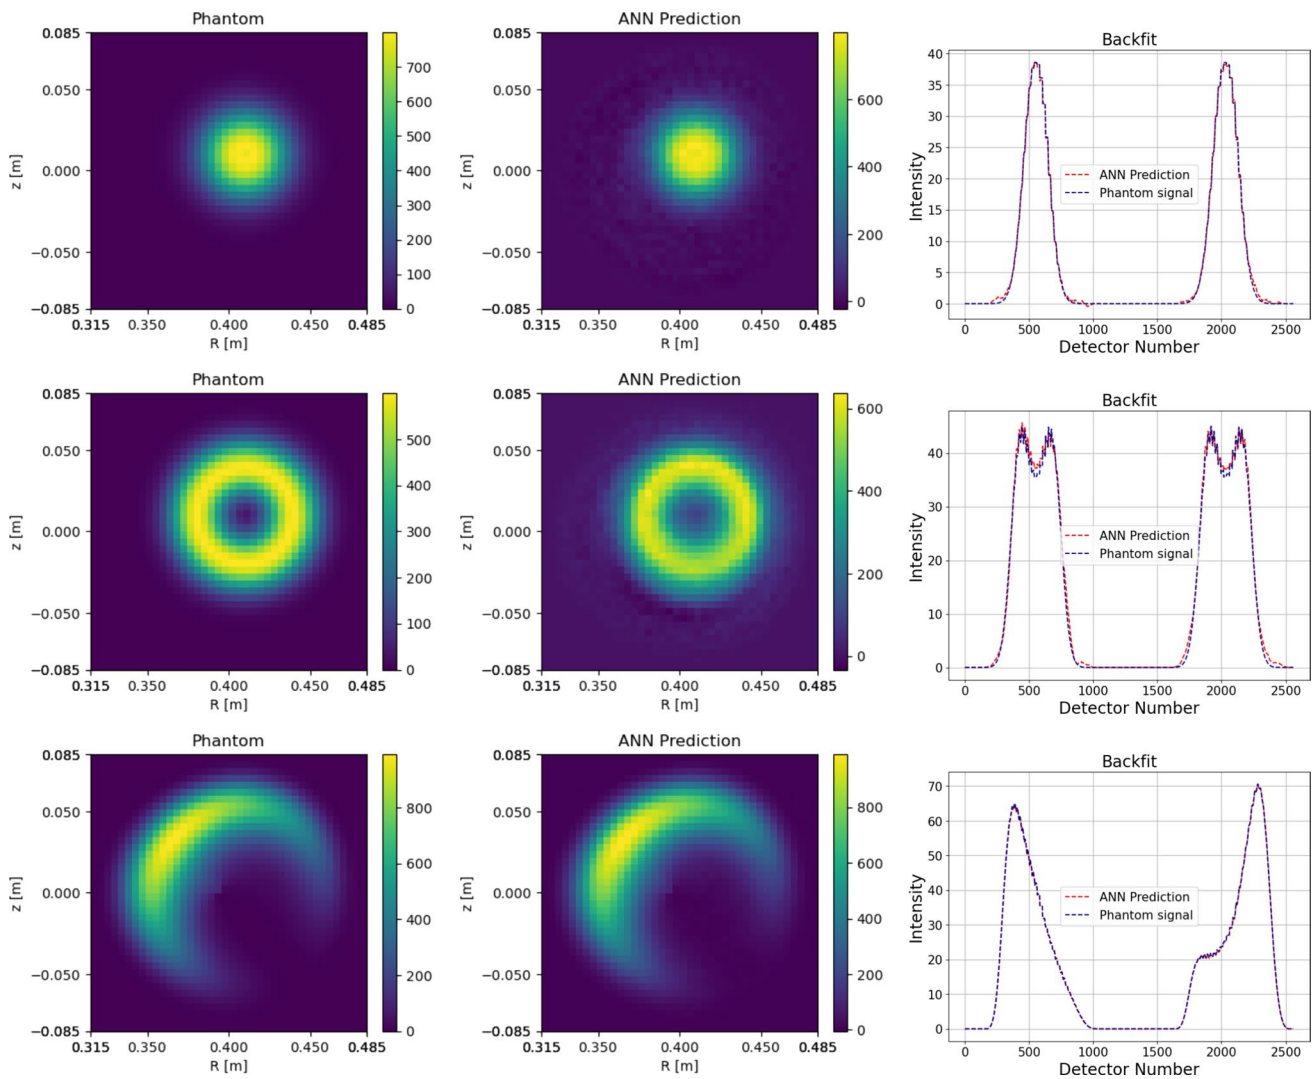 Phantom
ANN Prediction
Backfit
0.085
0.050
0.000
−0.050
−0.085
z [m]
0.315 0.350 0.400 0.450 0.485
R [m]
700
600
500
400
300
200
100
0
0.085
0.050
0.000
−0.050
−0.085
z [m]
0.315 0.350 0.400 0.450 0.485
R [m]
600
400
200
0
40
35
30
25
20
15
10
5
0
Intensity
ANN Prediction
Phantom signal
0 500 1000 1500 2000 2500
Detector Number
Phantom
ANN Prediction
Backfit
0.085
0.050
0.000
−0.050
−0.085
z [m]
0.315 0.350 0.400 0.450 0.485
R [m]
500
400
300
200
100
0
0.085
0.050
0.000
−0.050
−0.085
z [m]
0.315 0.350 0.400 0.450 0.485
R [m]
600
400
200
0
40
30
20
10
0
Intensity
ANN Prediction
Phantom signal
0 500 1000 1500 2000 2500
Detector Number
Phantom
ANN Prediction
Backfit
0.085
0.050
0.000
−0.050
−0.085
z [m]
0.315 0.350 0.400 0.450 0.485
R [m]
800
600
400
200
0
0.085
0.050
0.000
−0.050
−0.085
z [m]
0.315 0.350 0.400 0.450 0.485
R [m]
800
600
400
200
0
70
60
50
40
30
20
10
0
Intensity
ANN Prediction
Phantom signal
0 500 1000 1500 2000 2500
Detector Number